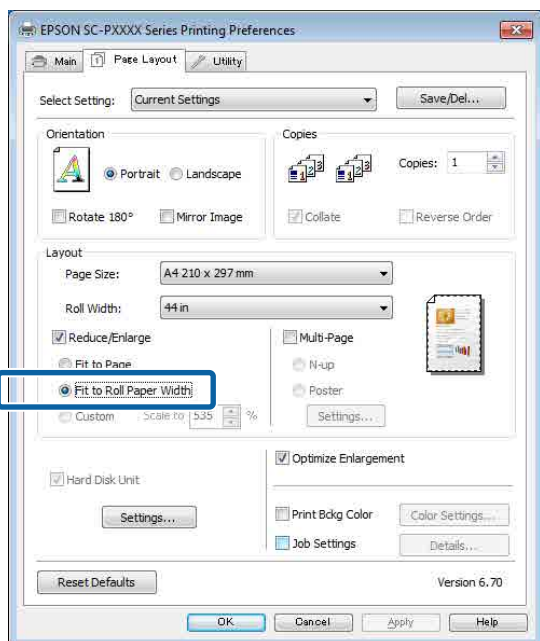 EPSON SC-PXXXX Series Printing Preferences
Main Page Layout Utility
Select Setting: Current Settings Save/Del...
Orientation
Portrait Landscape
Rotate 180° Mirror Image
Copies
Copies: 1
Collate Reverse Order
Layout
Page Size: A4 210 x 297 mm
Roll Width: 44 in
Reduce/Enlarge
Fit to Page
Fit to Roll Paper Width
Custom Scale to 535 %
Multi-Page
N-up
Poster
Settings...
Hard Disk Unit
Settings...
Optimize Enlargement
Print Bckg Color Color Settings...
Job Settings Details...
Reset Defaults Version 6.70
OK Cancel Apply Help